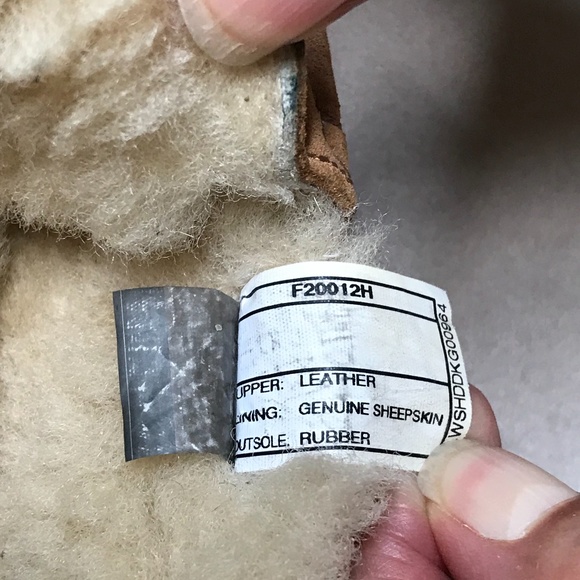 F20012H
UPPER: LEATHER
LINING: GENUINE SHEEPSKIN
OUTSOLE: RUBBER
WSHDDKG00964